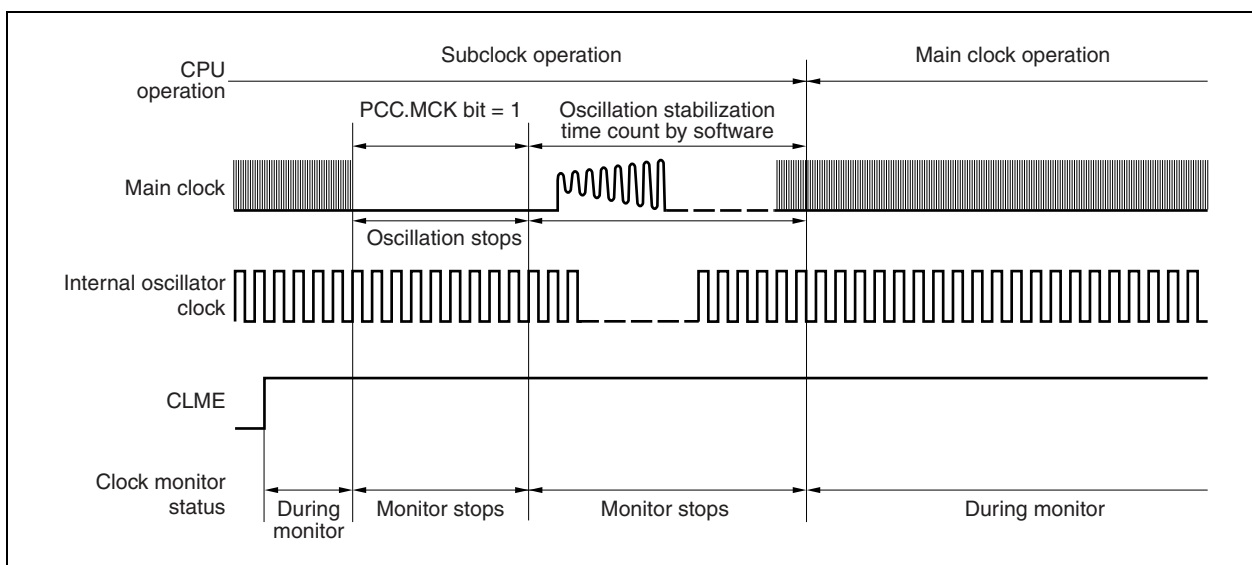 Subclock operation
Main clock operation
CPU
operation
PCC.MCK bit = 1
Oscillation stabilization
time count by software
Main clock
Oscillation stops
Internal oscillator
clock
CLME
Clock monitor
status
During
monitor
Monitor stops
Monitor stops
During monitor